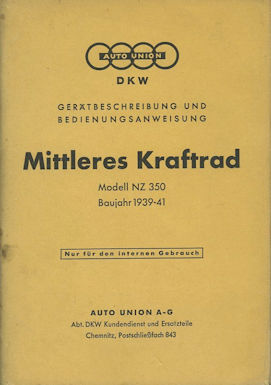 AUTO UNION
DKW
GERÄTBESCHREIBUNG UND
BEDIENUNGSANWEISUNG
Mittleres Kraftrad
Modell NZ 350
Baujahr 1939-41
Nur für den internen Gebrauch
AUTO UNION A-G
Abt. DKW Kundendienst und Ersatzteile
Chemnitz, Postschließfach 843